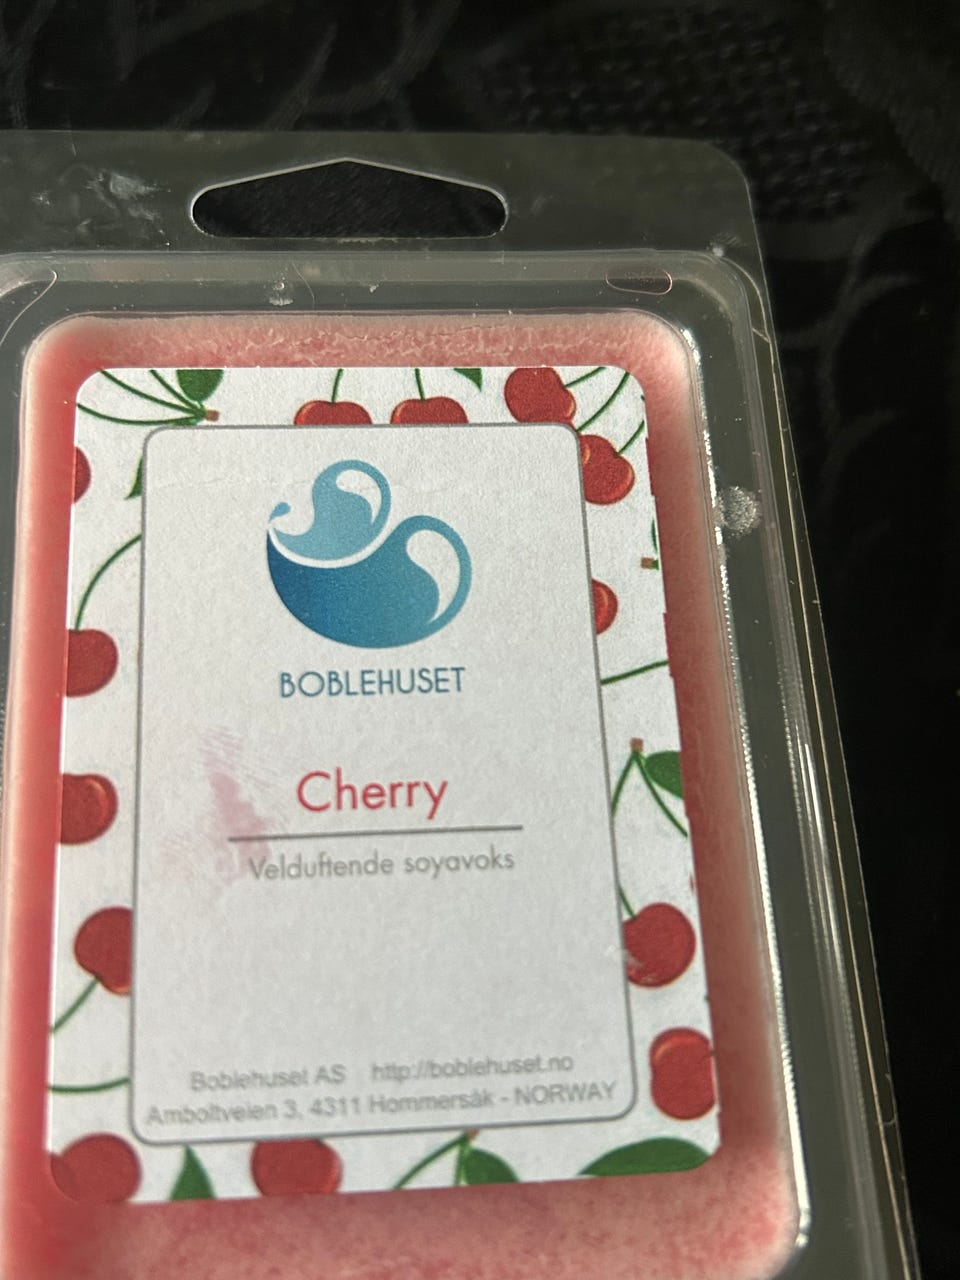 BOBLEHUSET
Cherry
Velduftende soyavoks
Boblehuset AS http://boblehuset.no
Amboltveien 3, 4311 Hommersåk - NORWAY